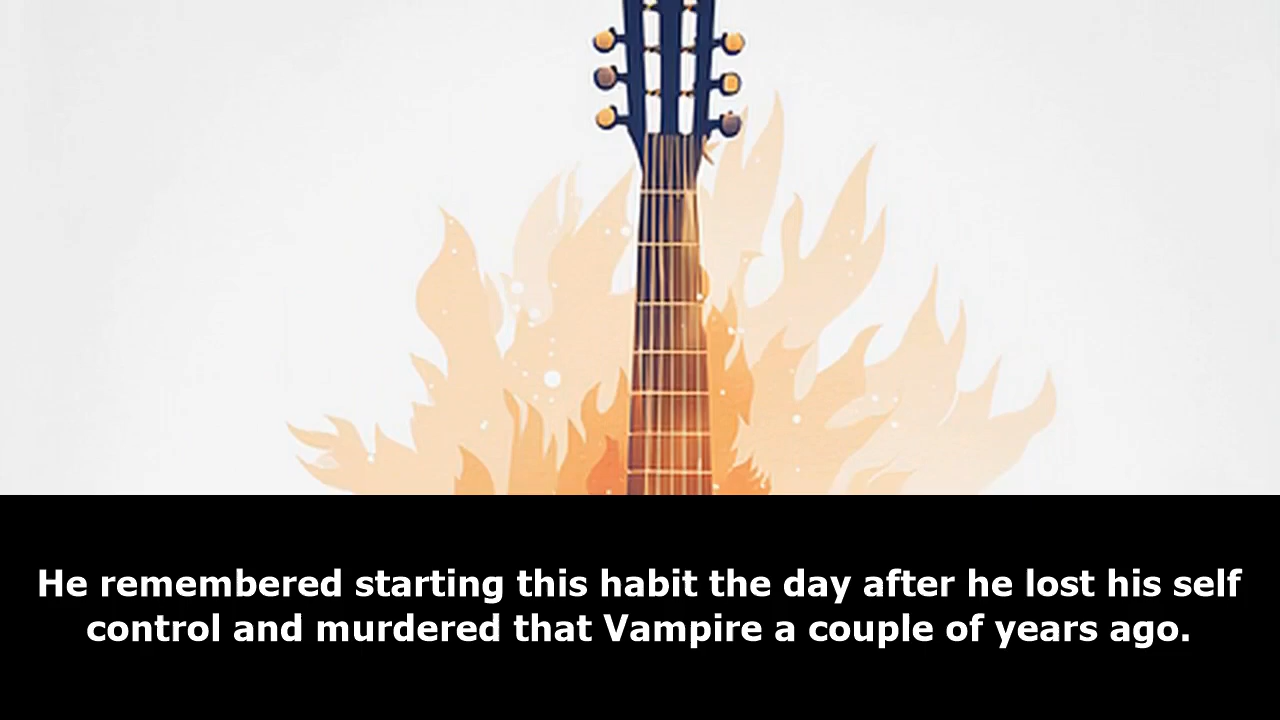 He remembered starting this habit the day after he lost his self
control and murdered that Vampire a couple of years ago.